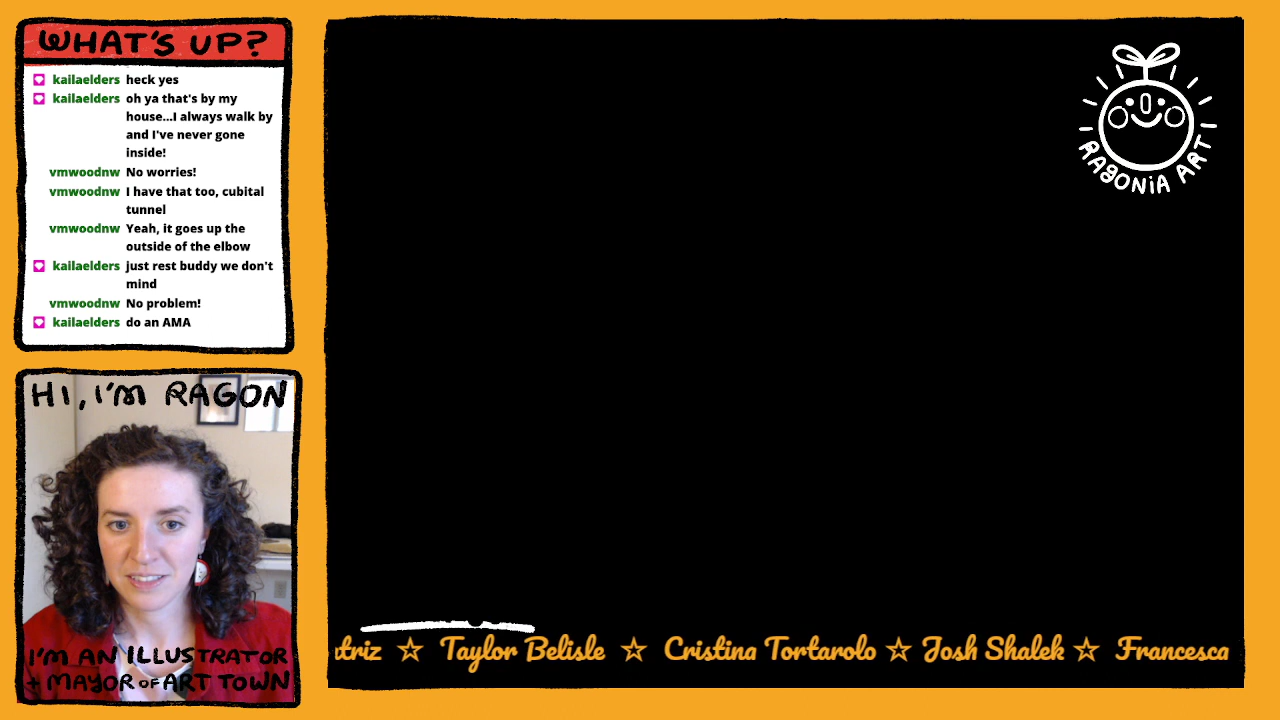 WHAT'S UP?
kailaelders heck yes
kailaelders oh ya that's by my
house...I always walk by
and I've never gone
inside!
vmwoodnw No worries!
vmwoodnw I have that too, cubital
tunnel
vmwoodnw Yeah, it goes up the
outside of the elbow
kailaelders just rest buddy we don't
mind
vmwoodnw No problem!
kailaelders do an AMA
HI, I'M RAGON
I'M AN ILLUSTRATOR
+ MAYOR OF ART TOWN
RAGONiA ART
triz ☆ Taylor Belisle ☆ Cristina Tortarolo ☆ Josh Shalek ☆ Francesca